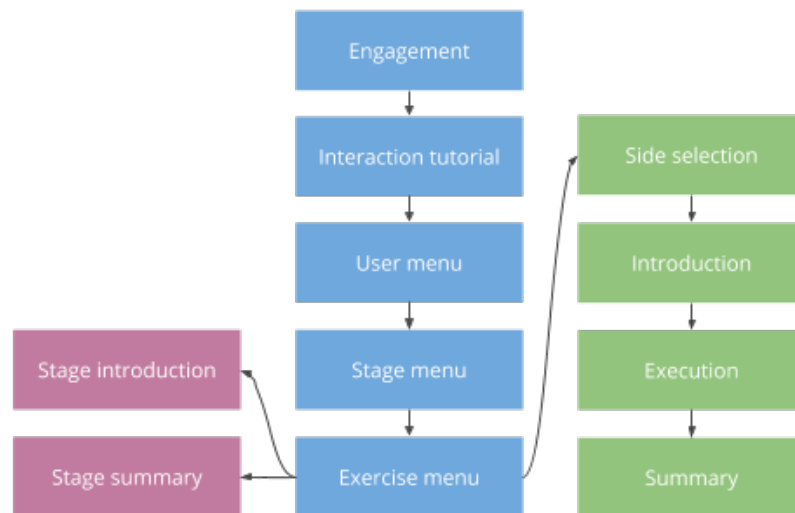 Engagement
Interaction tutorial
Side selection
User menu
Introduction
Stage introduction
Stage menu
Execution
Stage summary
Exercise menu
Summary